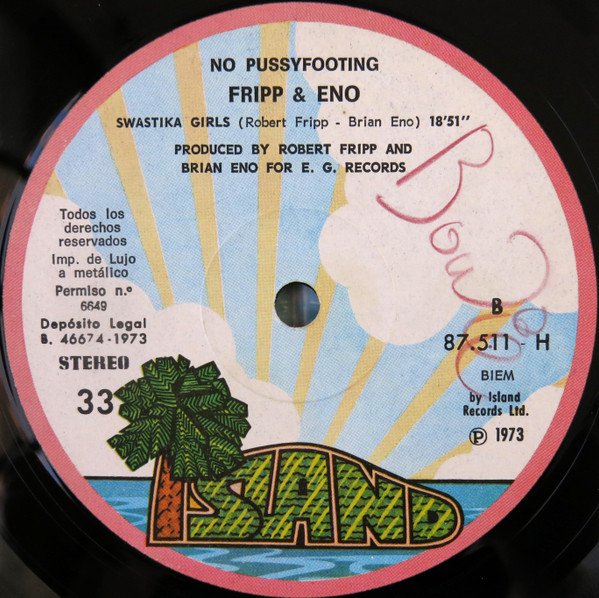 NO PUSSYFOOTING
FRIPP & ENO
SWASTIKA GIRLS (Robert Fripp - Brian Eno) 18'51"
PRODUCED BY ROBERT FRIPP AND
BRIAN ENO FOR E. G. RECORDS
Todos los
derechos
reservados
Imp. de Lujo
a metálico
Permiso n.º
6649
Depósito Legal
B. 46674-1973
STEREO
33
B
87.511 - H
BIEM
by Island
Records Ltd.
Ⓟ 1973
ISLAND